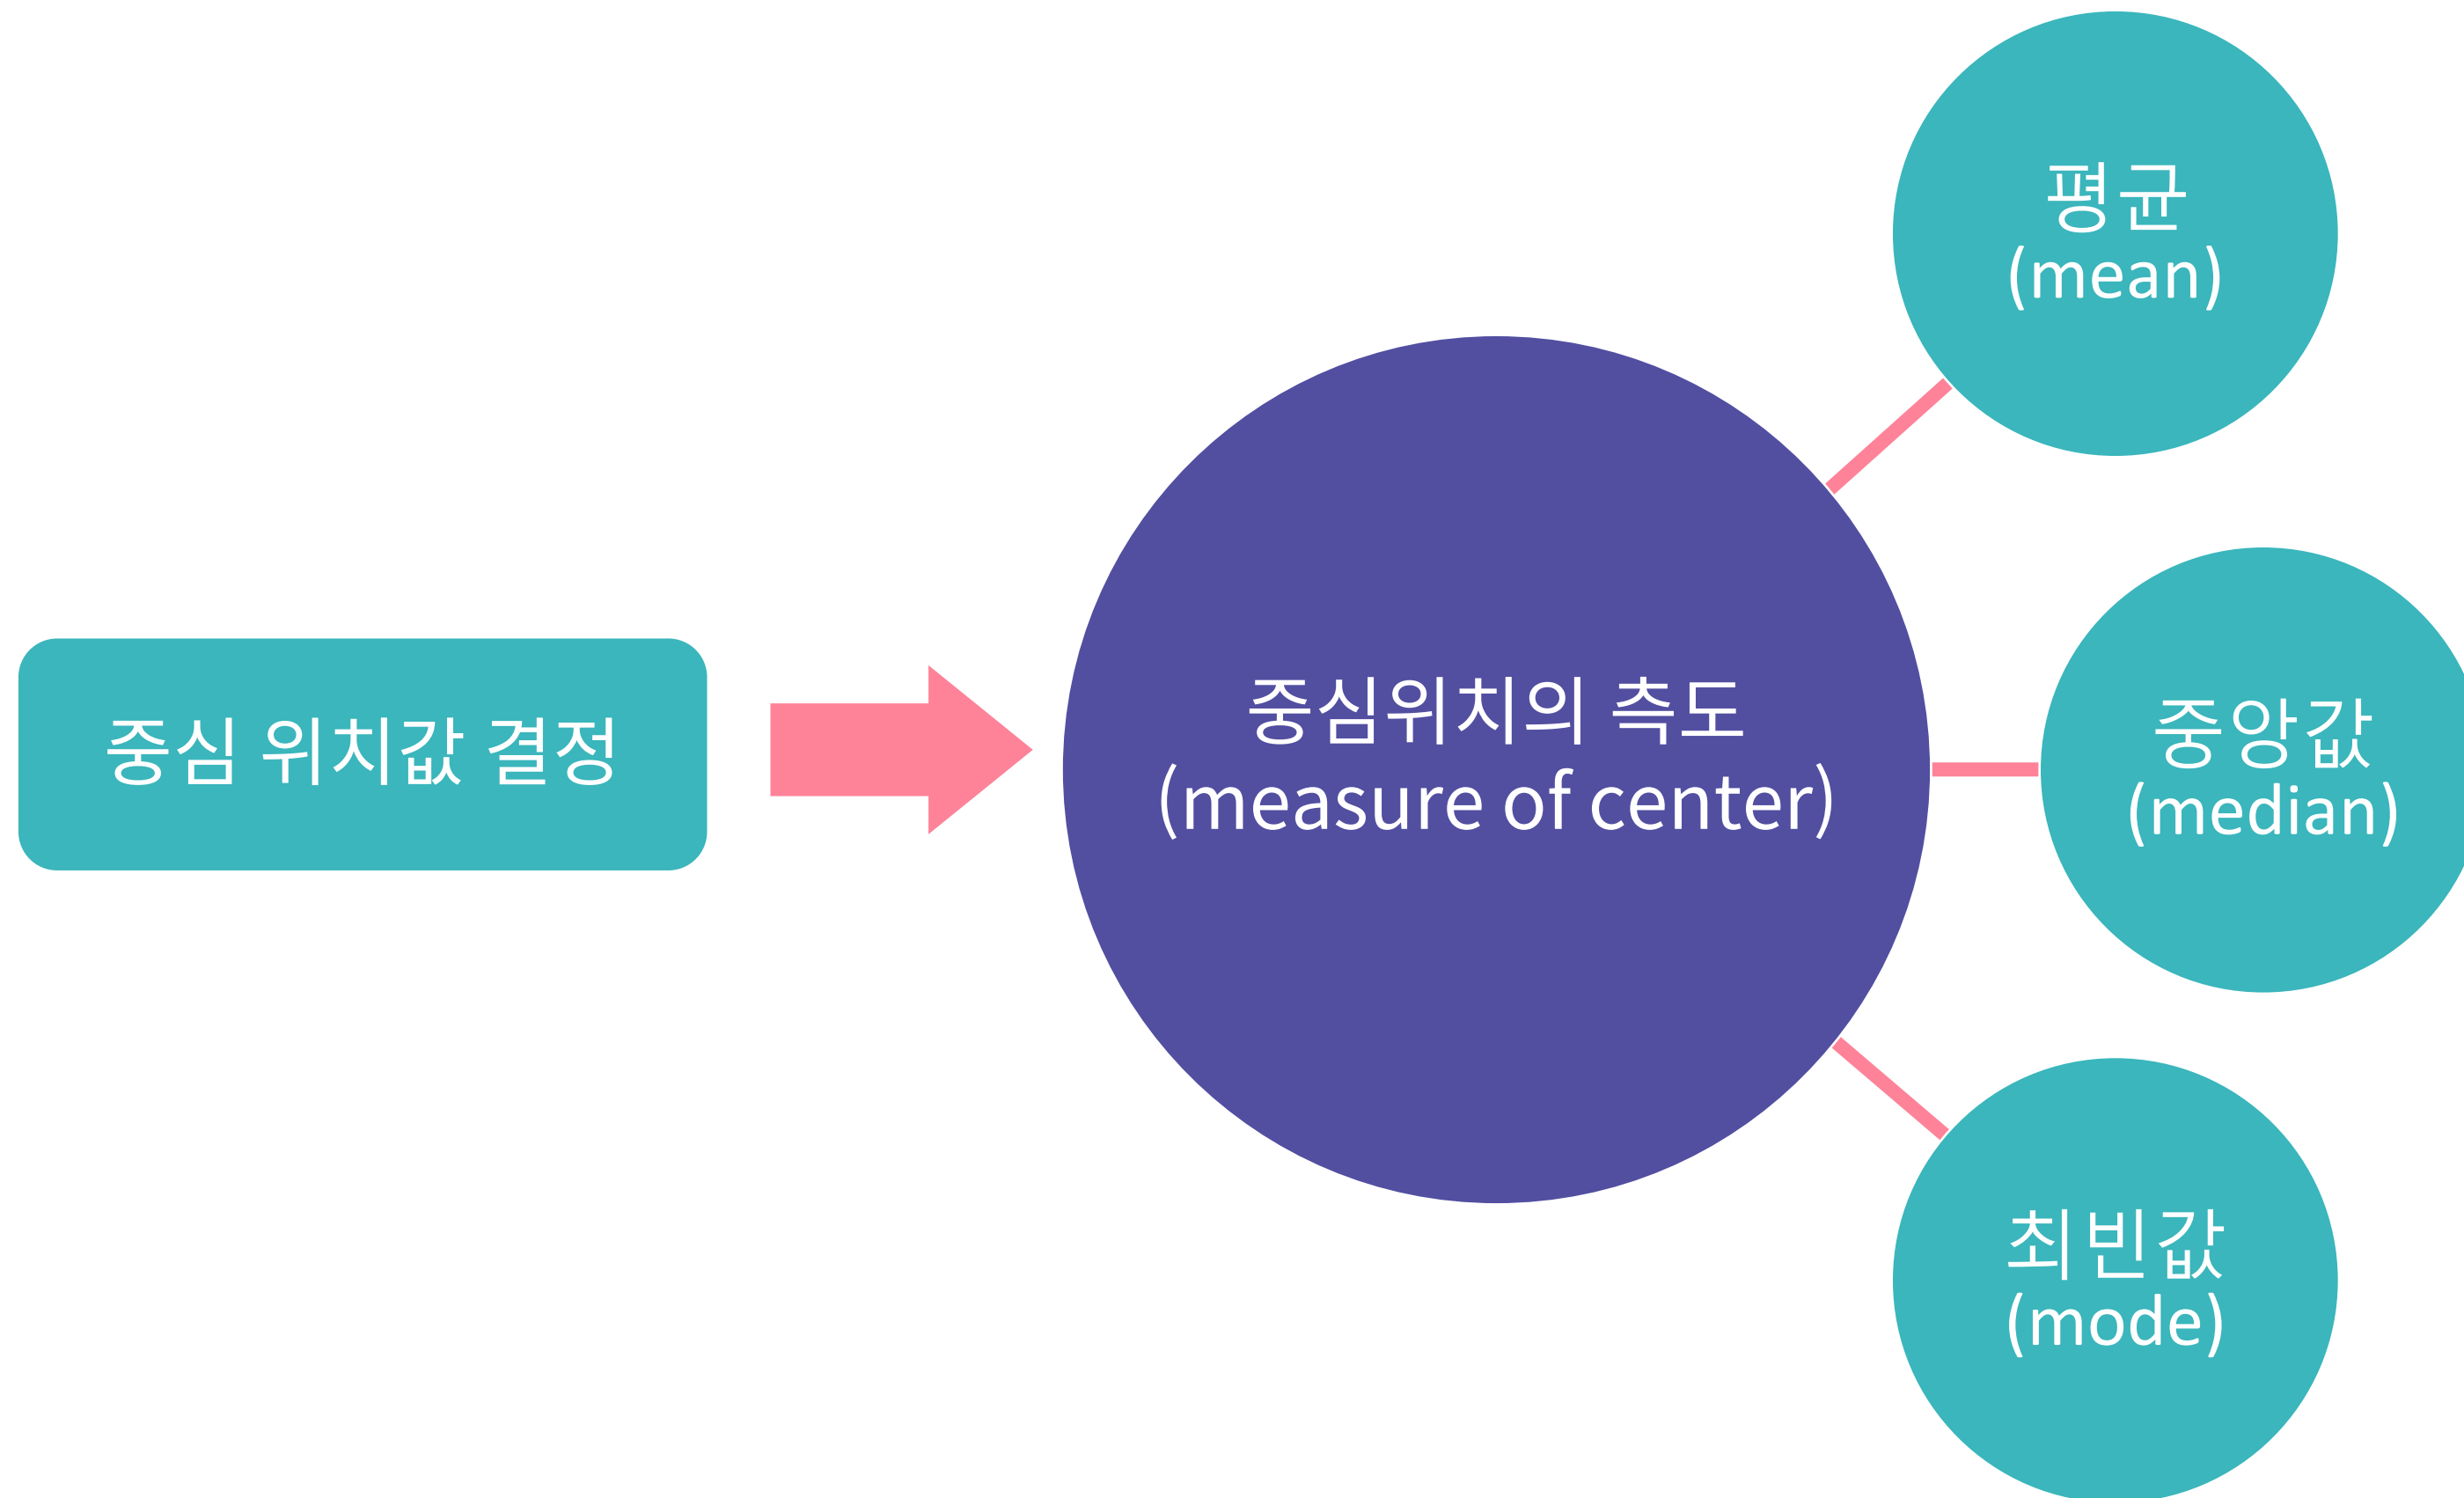 중심 위치값 결정
중심위치의 측도
(measure of center)
평균
(mean)
중앙값
(median)
최빈값
(mode)